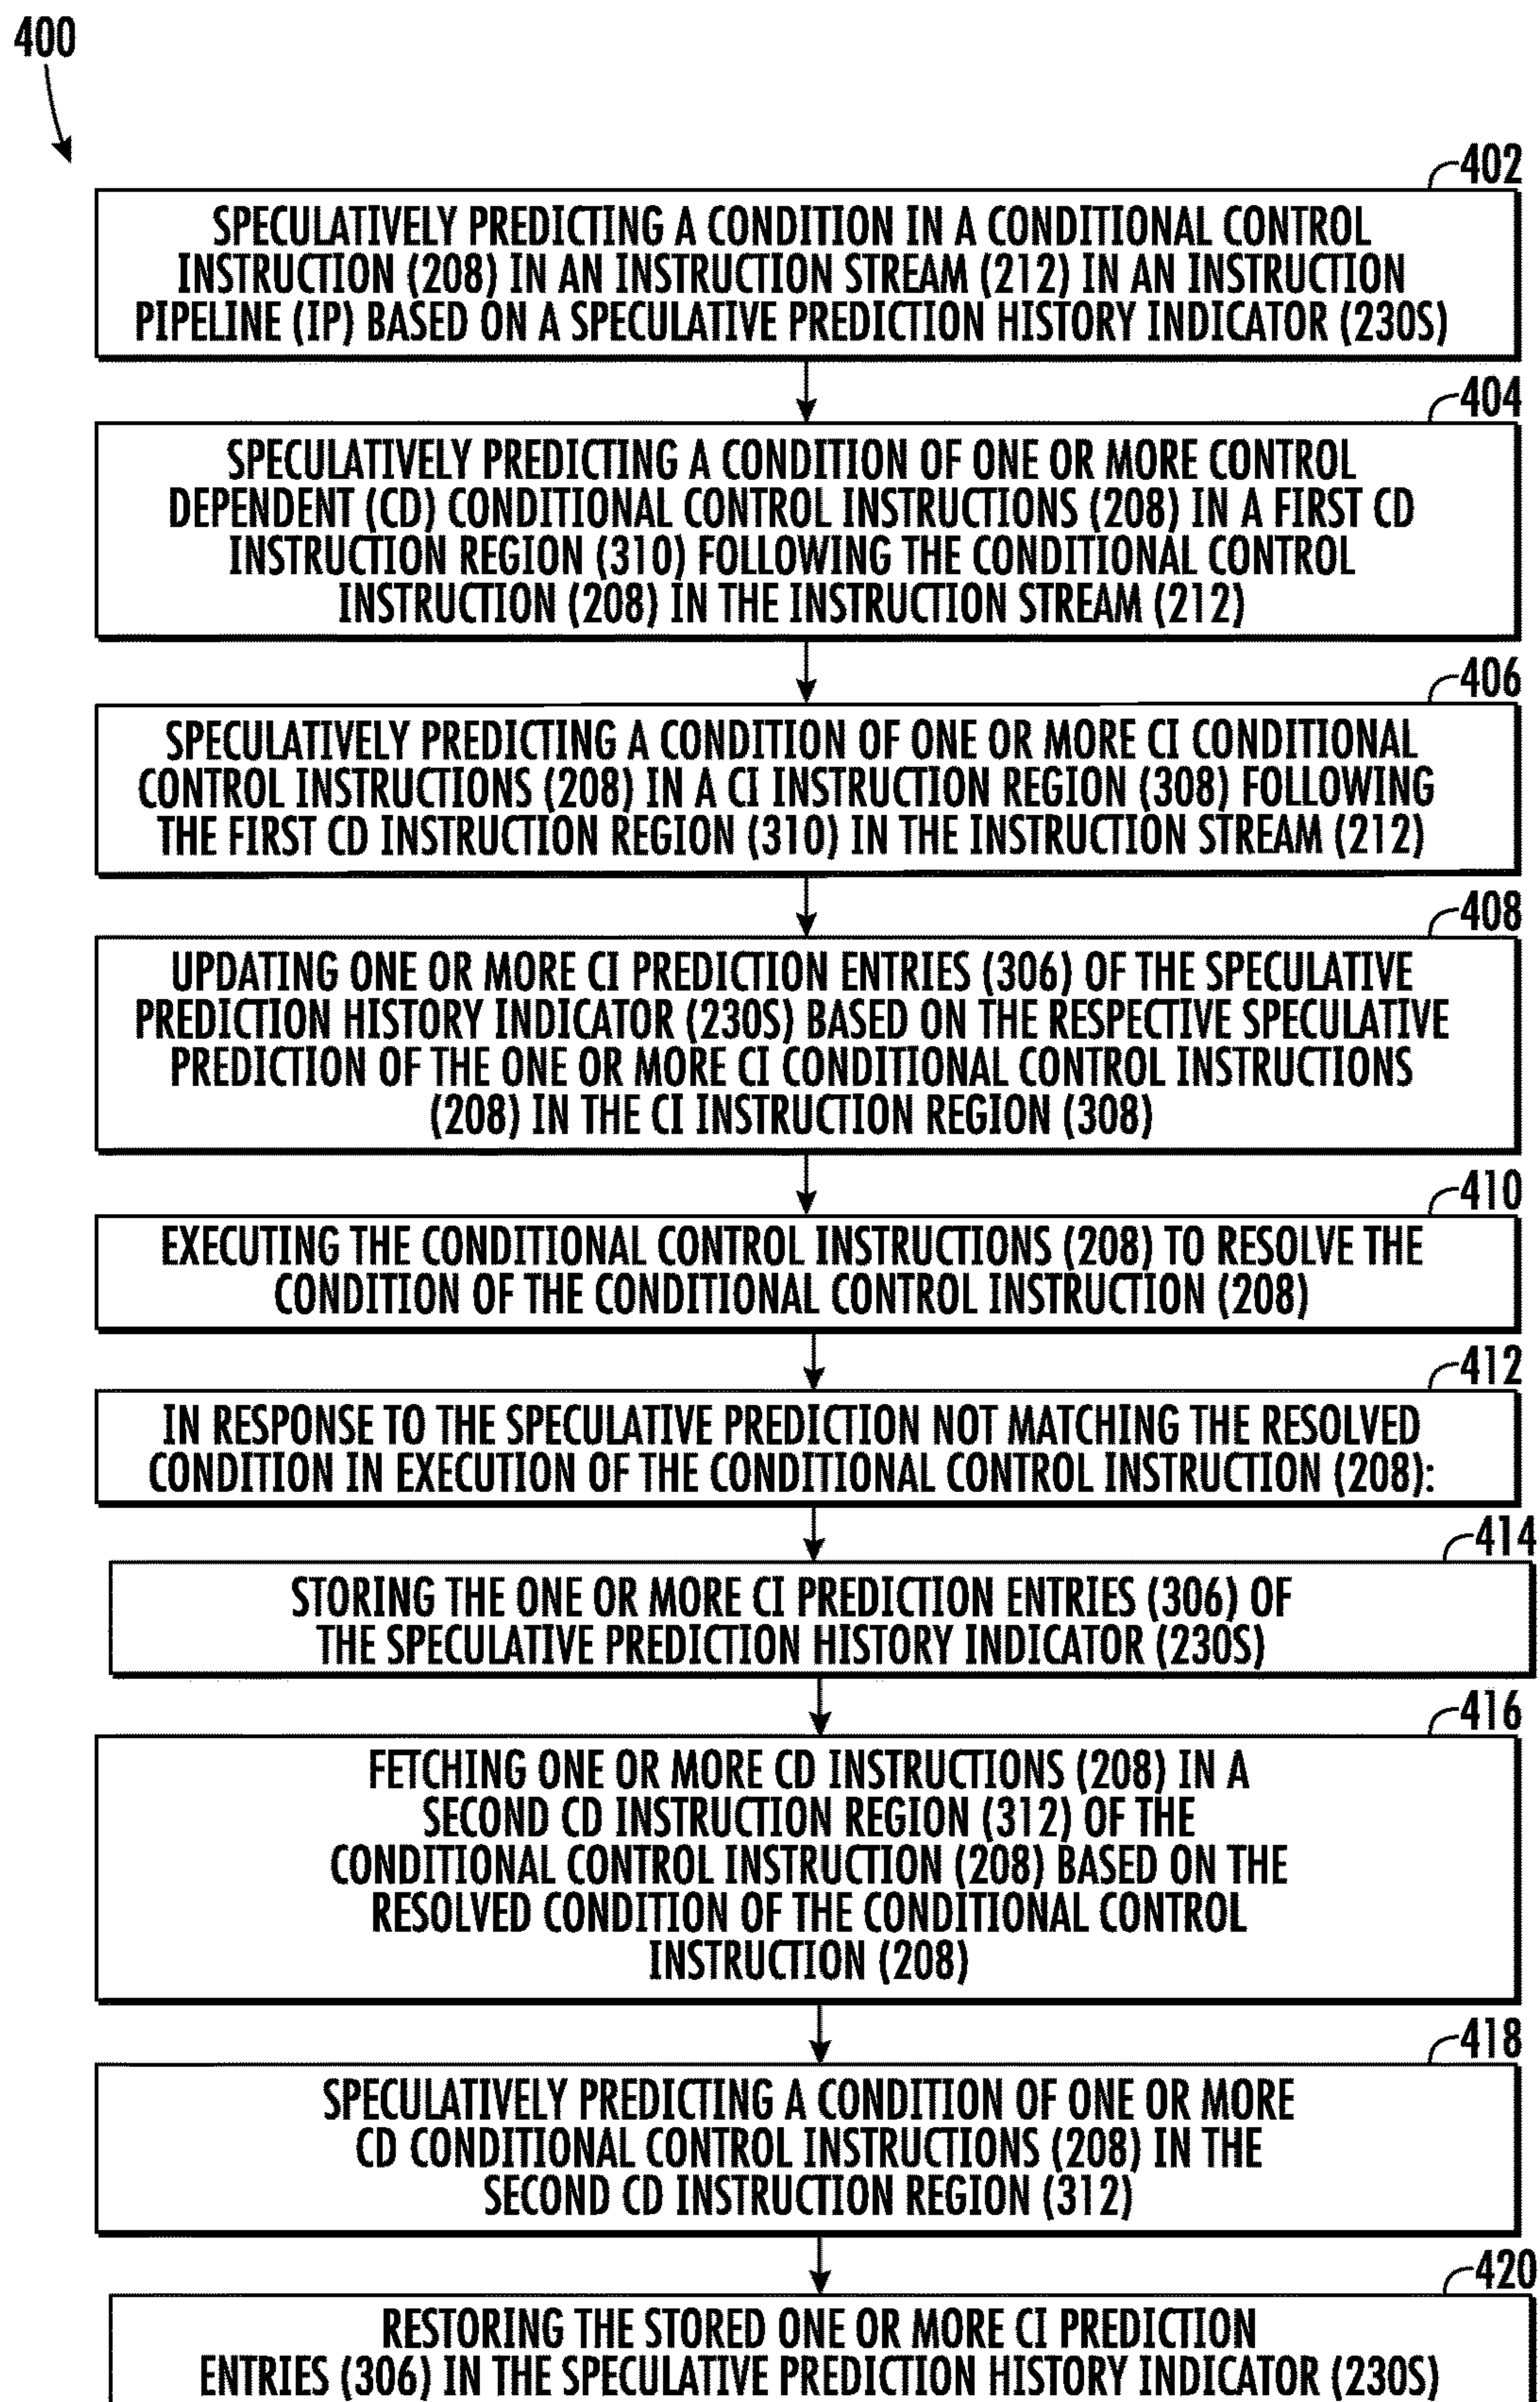 400
402
SPECULATIVELY PREDICTING A CONDITION IN A CONDITIONAL CONTROL
INSTRUCTION (208) IN AN INSTRUCTION STREAM (212) IN AN INSTRUCTION
PIPELINE (IP) BASED ON A SPECULATIVE PREDICTION HISTORY INDICATOR (230S)
404
SPECULATIVELY PREDICTING A CONDITION OF ONE OR MORE CONTROL
DEPENDENT (CD) CONDITIONAL CONTROL INSTRUCTIONS (208) IN A FIRST CD
INSTRUCTION REGION (310) FOLLOWING THE CONDITIONAL CONTROL
INSTRUCTION (208) IN THE INSTRUCTION STREAM (212)
406
SPECULATIVELY PREDICTING A CONDITION OF ONE OR MORE CI CONDITIONAL
CONTROL INSTRUCTIONS (208) IN A CI INSTRUCTION REGION (308) FOLLOWING
THE FIRST CD INSTRUCTION REGION (310) IN THE INSTRUCTION STREAM (212)
408
UPDATING ONE OR MORE CI PREDICTION ENTRIES (306) OF THE SPECULATIVE
PREDICTION HISTORY INDICATOR (230S) BASED ON THE RESPECTIVE SPECULATIVE
PREDICTION OF THE ONE OR MORE CI CONDITIONAL CONTROL INSTRUCTIONS
(208) IN THE CI INSTRUCTION REGION (308)
410
EXECUTING THE CONDITIONAL CONTROL INSTRUCTIONS (208) TO RESOLVE THE
CONDITION OF THE CONDITIONAL CONTROL INSTRUCTION (208)
412
IN RESPONSE TO THE SPECULATIVE PREDICTION NOT MATCHING THE RESOLVED
CONDITION IN EXECUTION OF THE CONDITIONAL CONTROL INSTRUCTION (208):
414
STORING THE ONE OR MORE CI PREDICTION ENTRIES (306) OF
THE SPECULATIVE PREDICTION HISTORY INDICATOR (230S)
416
FETCHING ONE OR MORE CD INSTRUCTIONS (208) IN A
SECOND CD INSTRUCTION REGION (312) OF THE
CONDITIONAL CONTROL INSTRUCTION (208) BASED ON THE
RESOLVED CONDITION OF THE CONDITIONAL CONTROL
INSTRUCTION (208)
418
SPECULATIVELY PREDICTING A CONDITION OF ONE OR MORE
CD CONDITIONAL CONTROL INSTRUCTIONS (208) IN THE
SECOND CD INSTRUCTION REGION (312)
420
RESTORING THE STORED ONE OR MORE CI PREDICTION
ENTRIES (306) IN THE SPECULATIVE PREDICTION HISTORY INDICATOR (230S)